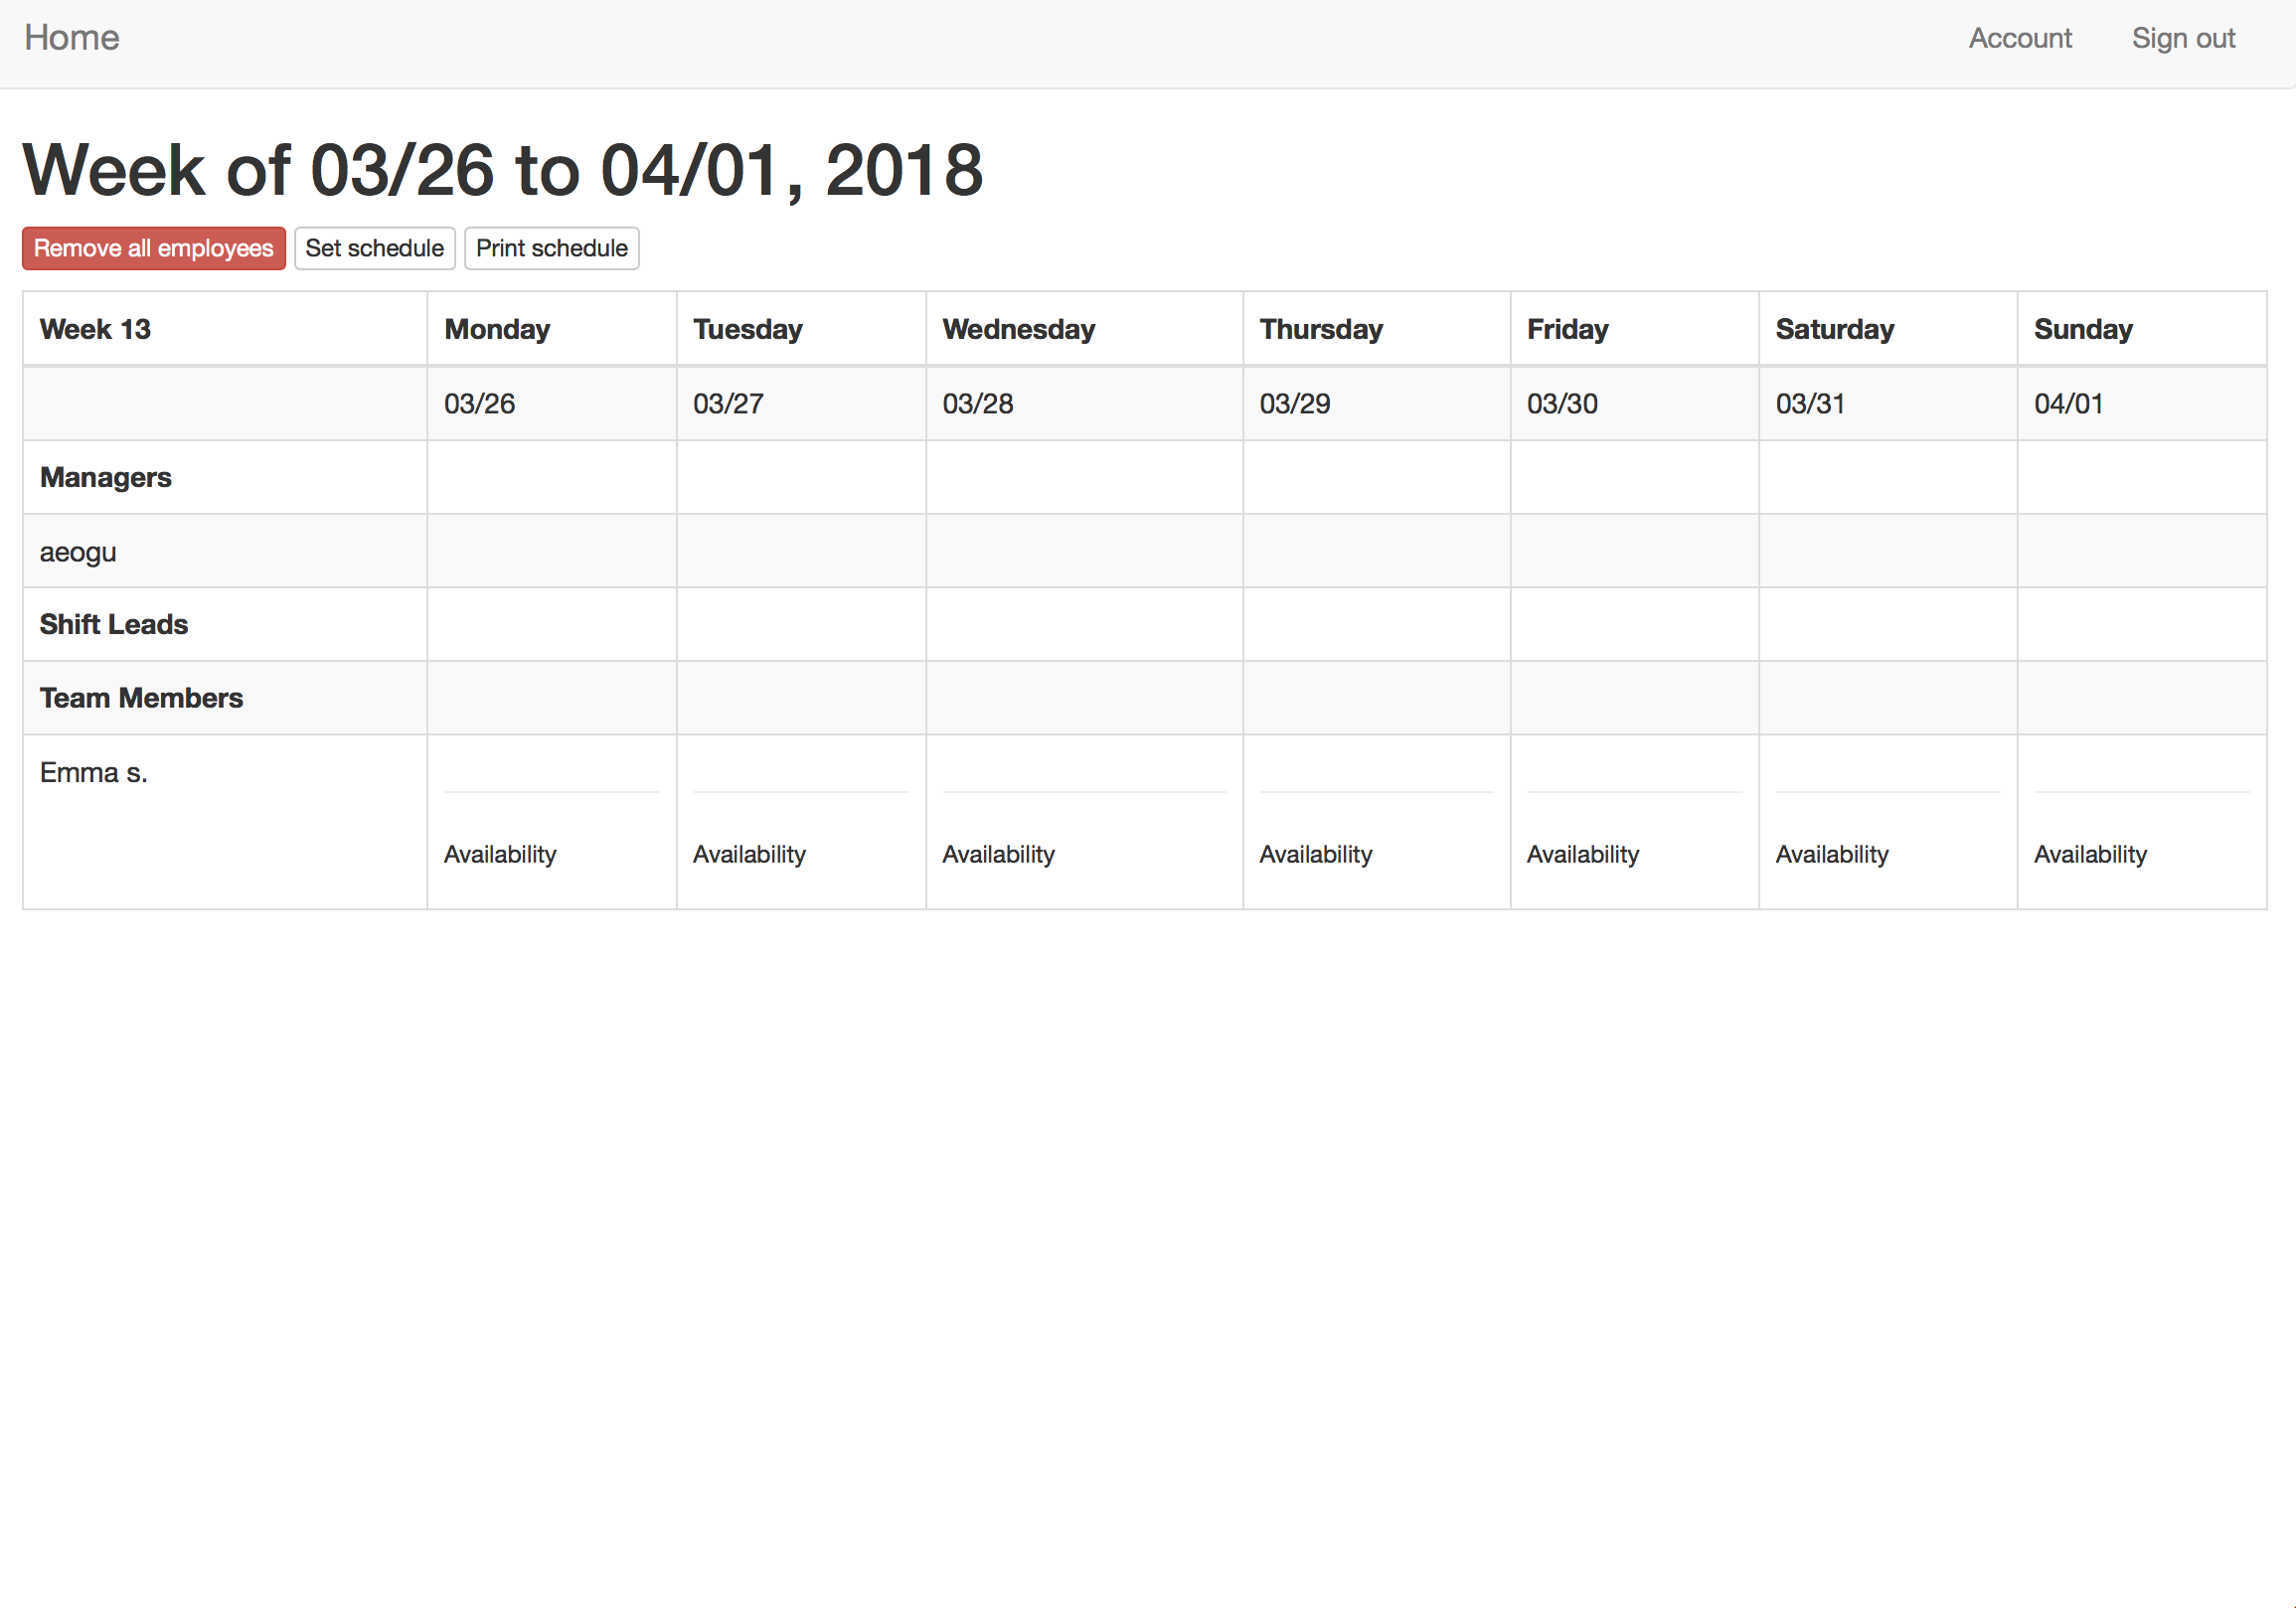 Home Account Sign out
Week of 03/26 to 04/01, 2018
Remove all employees Set schedule Print schedule
Week 13 Monday Tuesday Wednesday Thursday Friday Saturday Sunday
03/26 03/27 03/28 03/29 03/30 03/31 04/01
Managers
aeogu
Shift Leads
Team Members
Emma s.
Availability Availability Availability Availability Availability Availability Availability